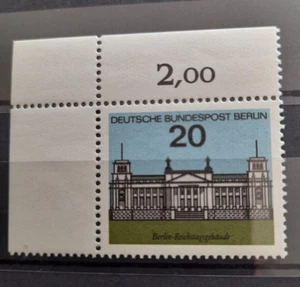 2,00
DEUTSCHE BUNDESPOST BERLIN
20
Berlin-Reichstagsgebäude